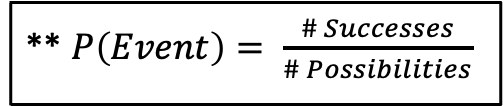 ** P(Event) = # Successes / # Possibilities